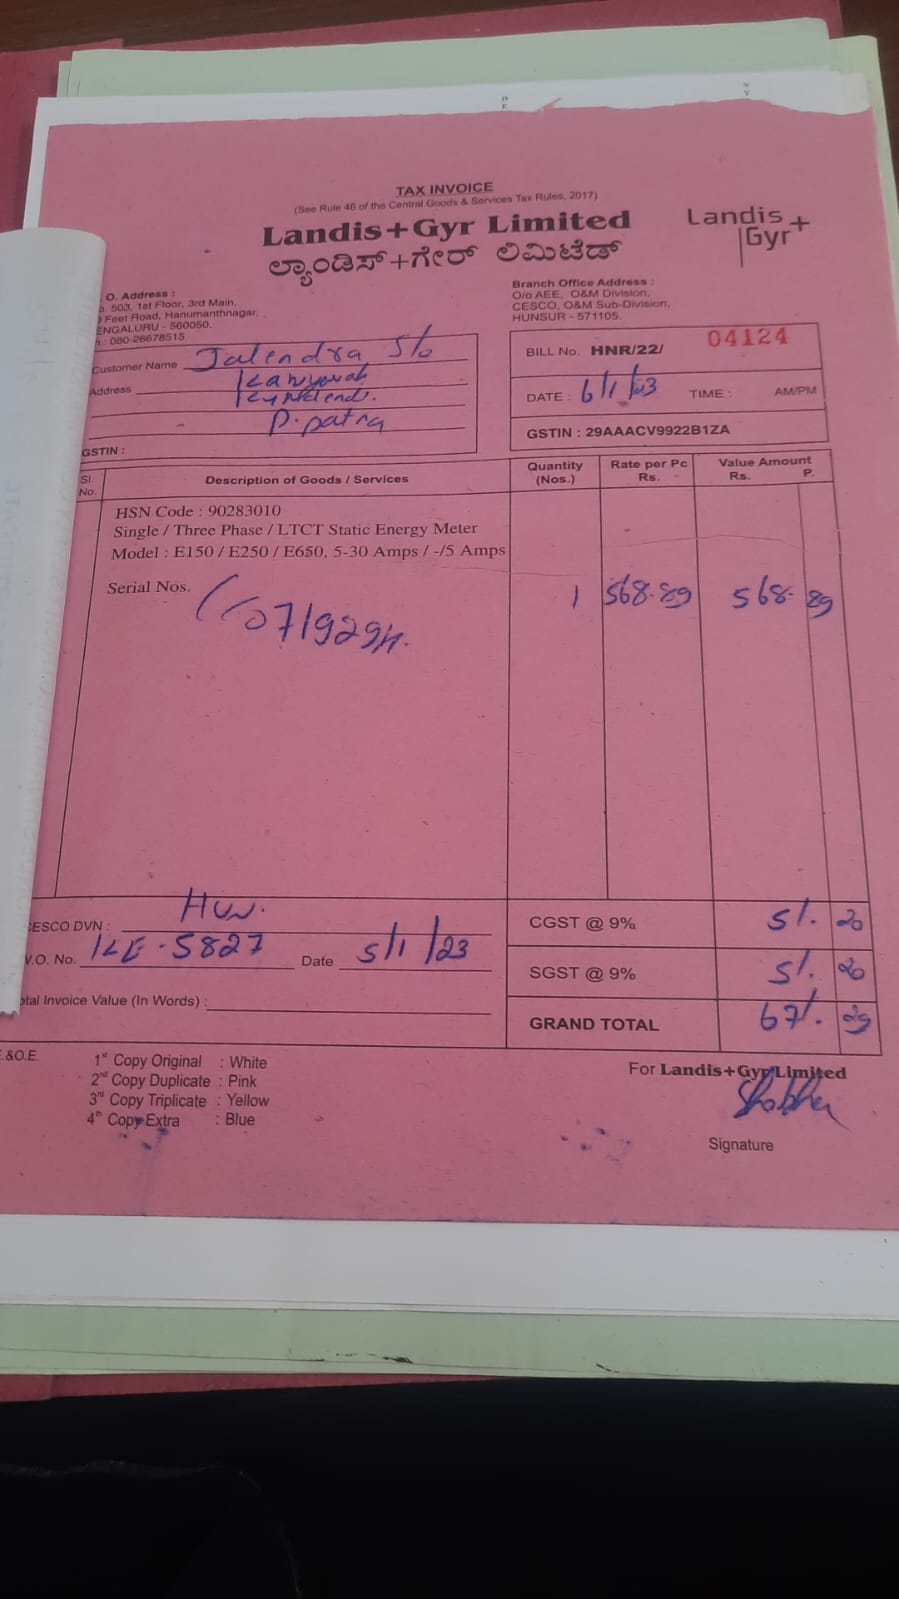 TAX INVOICE
(See Rule 46 of the Central Goods & Services Tax Rules, 2017)
Landis+Gyr Limited
ಲ್ಯಾಂಡಿಸ್+ಗೇರ್ ಲಿಮಿಟೆಡ್
Landis
Gyr+
O. Address :
503, 1st Floor, 3rd Main,
Feet Road, Hanumanthnagar,
ENGALURU - 560050.
: 080-26678515
Branch Office Address :
O/o AEE, O&M Division,
CESCO, O&M Sub-Division,
HUNSUR - 571105.
Customer Name Jalendra S/o
Address
P. patna
GSTIN :
BILL No. HNR/22/ 04124
DATE : 6/1/23 TIME : AM/PM
GSTIN : 29AAACV9922B1ZA
Sl. No. Description of Goods / Services Quantity (Nos.) Rate per Pc Rs. Value Amount Rs. P.
HSN Code : 90283010
Single / Three Phase / LTCT Static Energy Meter
Model : E150 / E250 / E650, 5-30 Amps / -/5 Amps
Serial Nos. 1 568.89 568. 89
CESCO DVN : HUN.
W.O. No. KE-5827 Date 5/1/23
otal Invoice Value (In Words) :
CGST @ 9% 51. 20
SGST @ 9% 51. 20
GRAND TOTAL 671. 29
E.&O.E.
1st Copy Original : White
2nd Copy Duplicate : Pink
3rd Copy Triplicate : Yellow
4th Copy Extra : Blue
For Landis+Gyr Limited
Signature